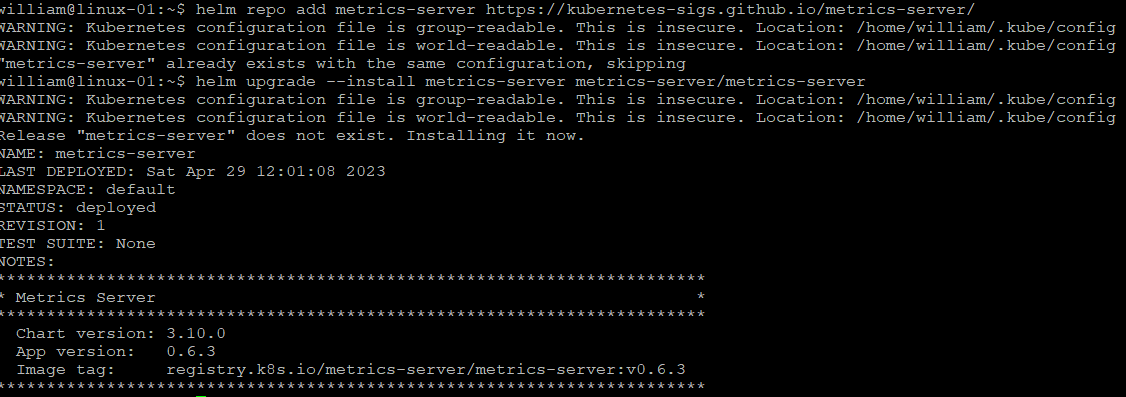 william@linux-01:~$ helm repo add metrics-server https://kubernetes-sigs.github.io/metrics-server/
WARNING: Kubernetes configuration file is group-readable. This is insecure. Location: /home/william/.kube/config
WARNING: Kubernetes configuration file is world-readable. This is insecure. Location: /home/william/.kube/config
"metrics-server" already exists with the same configuration, skipping
william@linux-01:~$ helm upgrade --install metrics-server metrics-server/metrics-server
WARNING: Kubernetes configuration file is group-readable. This is insecure. Location: /home/william/.kube/config
WARNING: Kubernetes configuration file is world-readable. This is insecure. Location: /home/william/.kube/config
Release "metrics-server" does not exist. Installing it now.
NAME: metrics-server
LAST DEPLOYED: Sat Apr 29 12:01:08 2023
NAMESPACE: default
STATUS: deployed
REVISION: 1
TEST SUITE: None
NOTES:
***********************************************************************
* Metrics Server                                                      *
***********************************************************************
  Chart version: 3.10.0
  App version:   0.6.3
  Image tag:     registry.k8s.io/metrics-server/metrics-server:v0.6.3
***********************************************************************